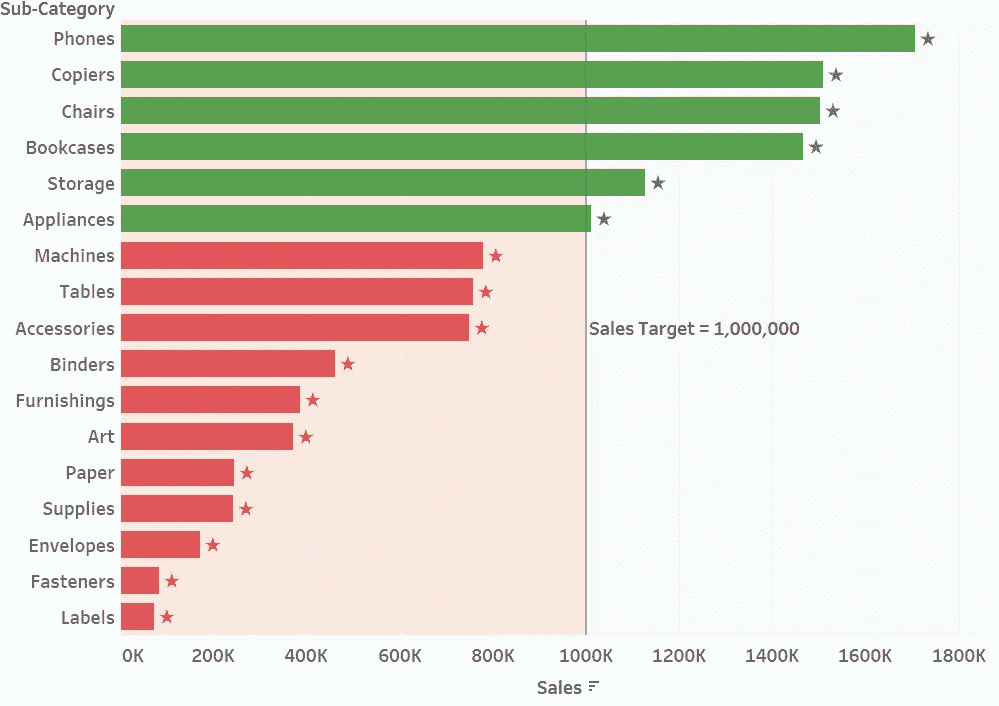 Sub-Category
Phones
Copiers
Chairs
Bookcases
Storage
Appliances
Machines
Tables
Accessories
Sales Target = 1,000,000
Binders
Furnishings
Art
Paper
Supplies
Envelopes
Fasteners
Labels
0K 200K 400K 600K 800K 1000K 1200K 1400K 1600K 1800K
Sales